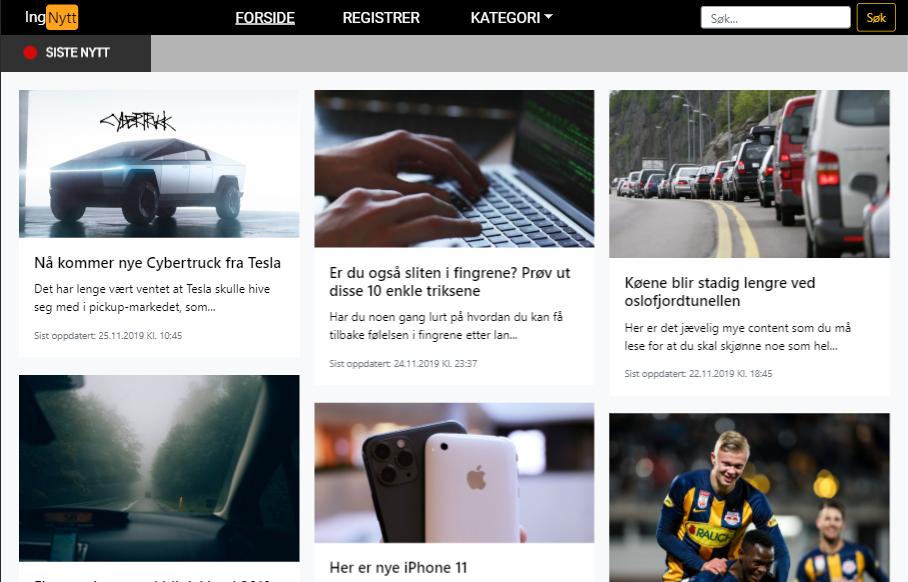 IngNytt FORSIDE REGISTRER KATEGORI Søk... Søk
SISTE NYTT
CYBERTRUCK
Nå kommer nye Cybertruck fra Tesla
Det har lenge vært ventet at Tesla skulle hive
seg med i pickup-markedet, som...
Sist oppdatert: 25.11.2019 Kl. 10:45
Er du også sliten i fingrene? Prøv ut
disse 10 enkle triksene
Har du noen gang lurt på hvordan du kan få
tilbake følelsen i fingrene etter lan...
Sist oppdatert: 24.11.2019 Kl. 23:37
Køene blir stadig lengre ved
oslofjordtunellen
Her er det jævelig mye content som du må
lese for at du skal skjønne noe som hel...
Sist oppdatert: 22.11.2019 Kl. 18:45
Her er nye iPhone 11
RAUCH